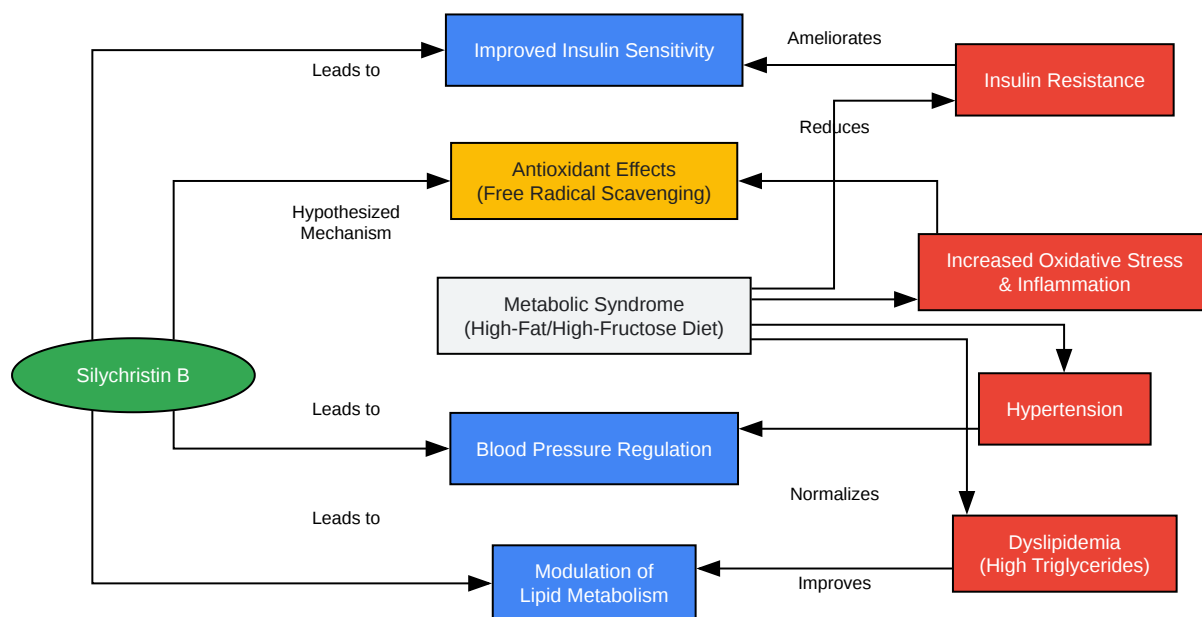 Improved Insulin Sensitivity
Ameliorates
Leads to
Insulin Resistance
Reduces
Antioxidant Effects
(Free Radical Scavenging)
Hypothesized
Mechanism
Increased Oxidative Stress
& Inflammation
Metabolic Syndrome
(High-Fat/High-Fructose Diet)
Silychristin B
Leads to
Hypertension
Blood Pressure Regulation
Normalizes
Leads to
Dyslipidemia
(High Triglycerides)
Modulation of
Lipid Metabolism
Improves